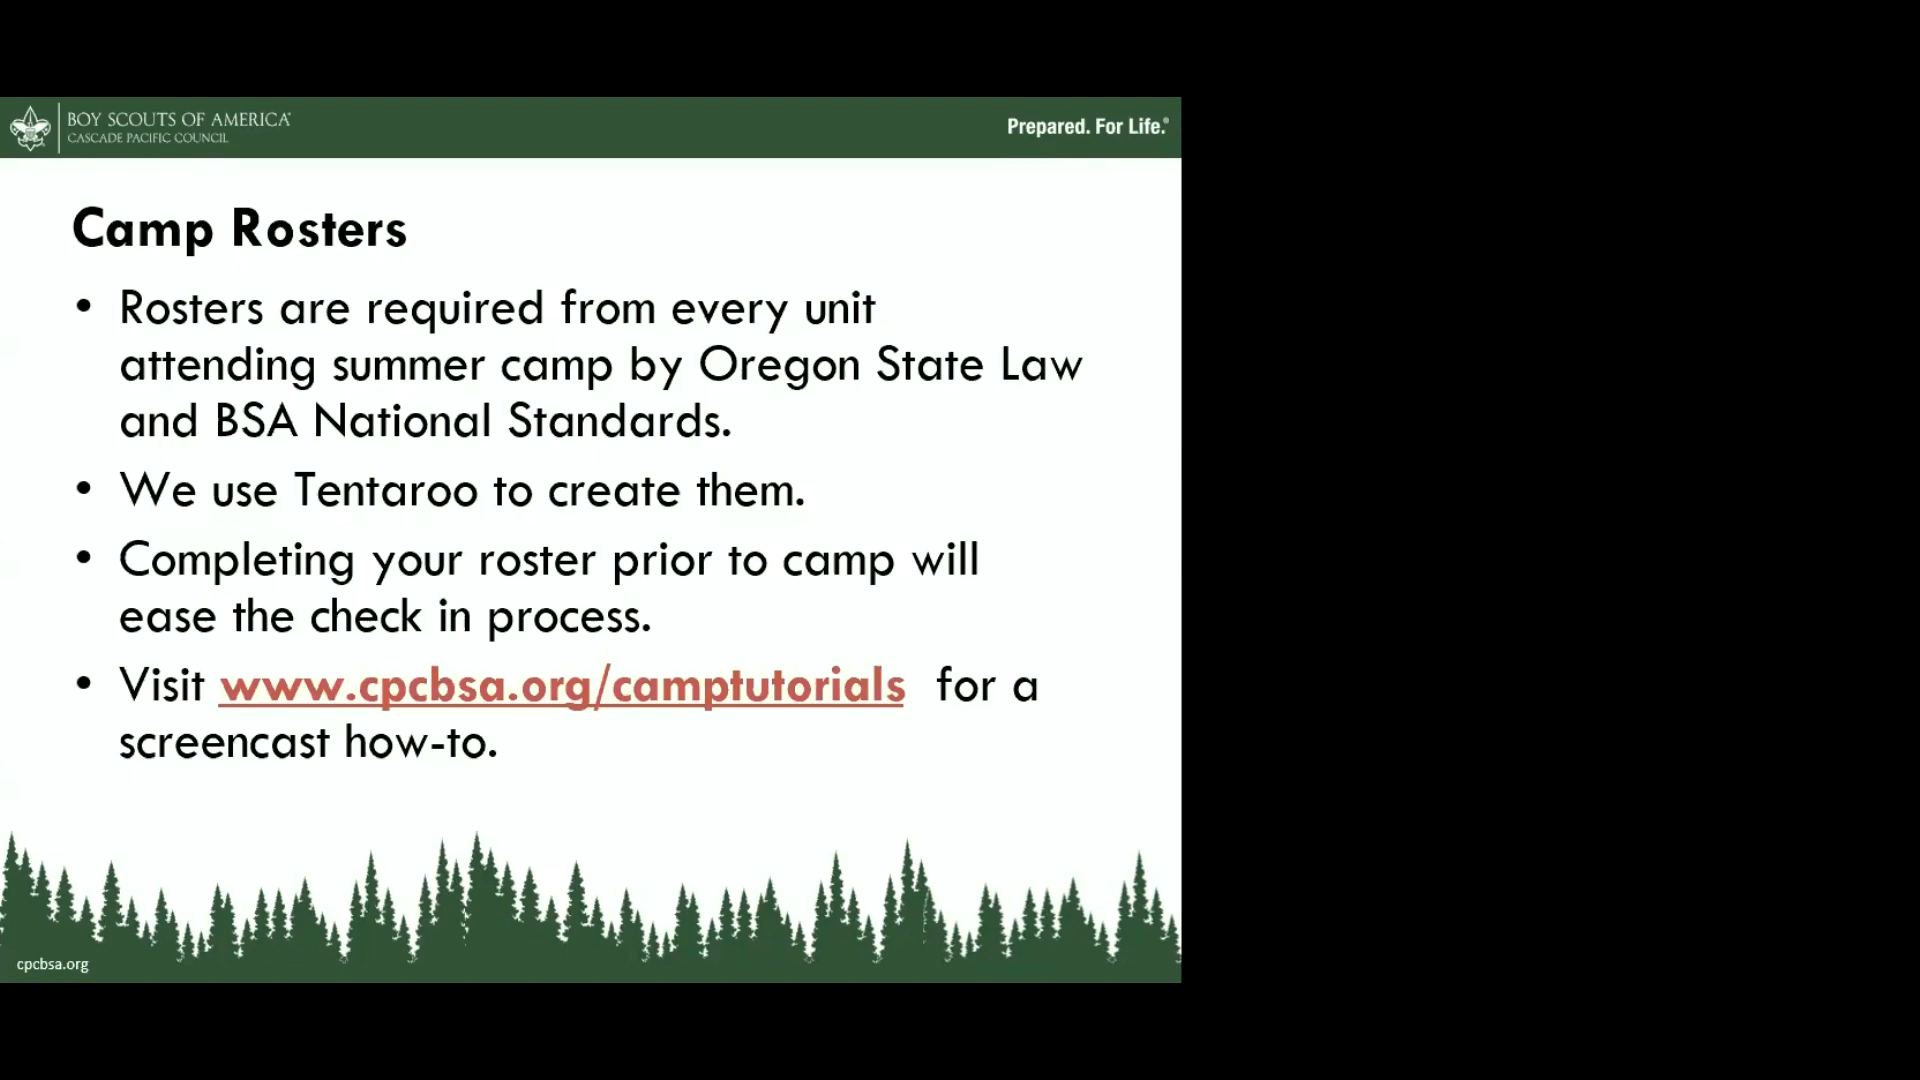 BOY SCOUTS OF AMERICA®
CASCADE PACIFIC COUNCIL
Prepared. For Life.®
Camp Rosters
• Rosters are required from every unit
attending summer camp by Oregon State Law
and BSA National Standards.
• We use Tentaroo to create them.
• Completing your roster prior to camp will
ease the check in process.
• Visit www.cpcbsa.org/camptutorials for a
screencast how-to.
cpcbsa.org